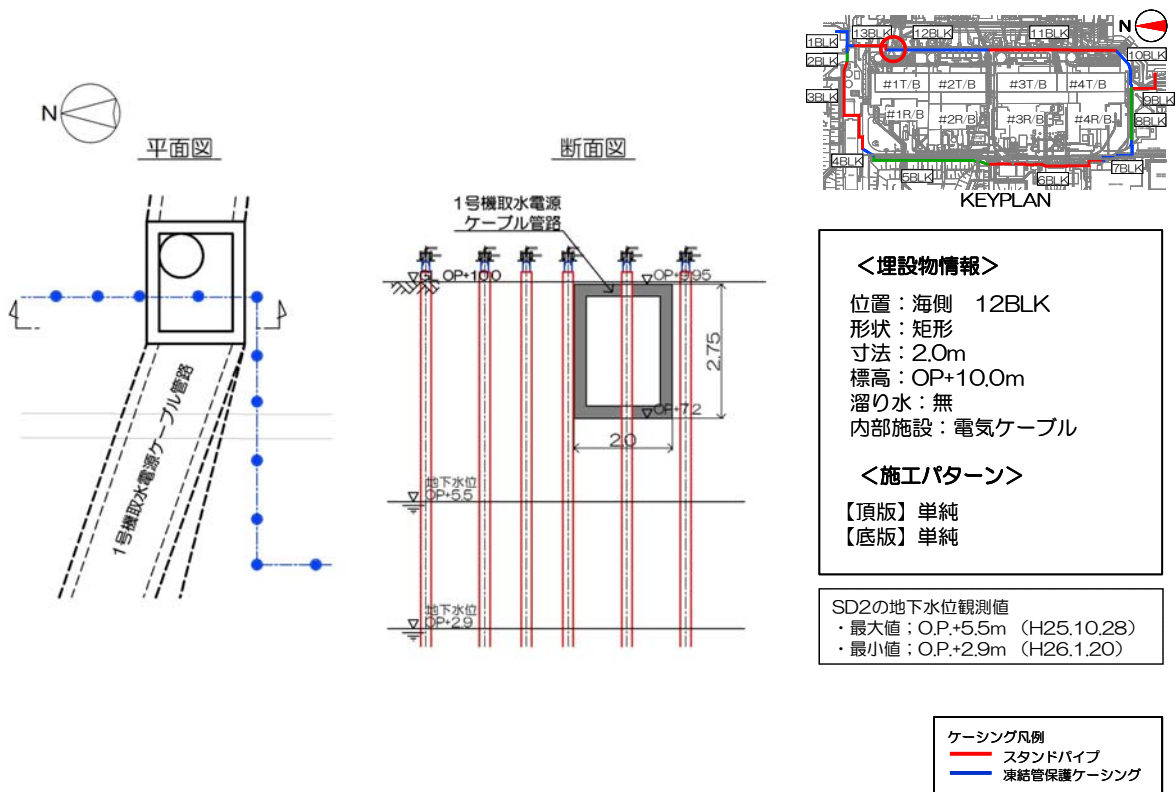 N
平面図
1号機取水電源ケーブル管路
断面図
1号機取水電源
ケーブル管路
GL OP+10.0
OP+9.95
2.75
OP+7.2
2.0
地下水位
OP+5.5
地下水位
OP+2.9
N
1BLK
13BLK
12BLK
11BLK
2BLK
10BLK
3BLK
#1T/B
#2T/B
#3T/B
#4T/B
9BLK
#1R/B
#2R/B
#3R/B
#4R/B
8BLK
4BLK
5BLK
6BLK
7BLK
KEYPLAN
＜埋設物情報＞
位置：海側　12BLK
形状：矩形
寸法：2.0m
標高：OP+10.0m
溜り水：無
内部施設：電気ケーブル
＜施工パターン＞
【頂版】単純
【底版】単純
SD2の地下水位観測値
・最大値；O.P.+5.5m （H25.10.28）
・最小値；O.P.+2.9m （H26.1.20）
ケーシング凡例
スタンドパイプ
凍結管保護ケーシング